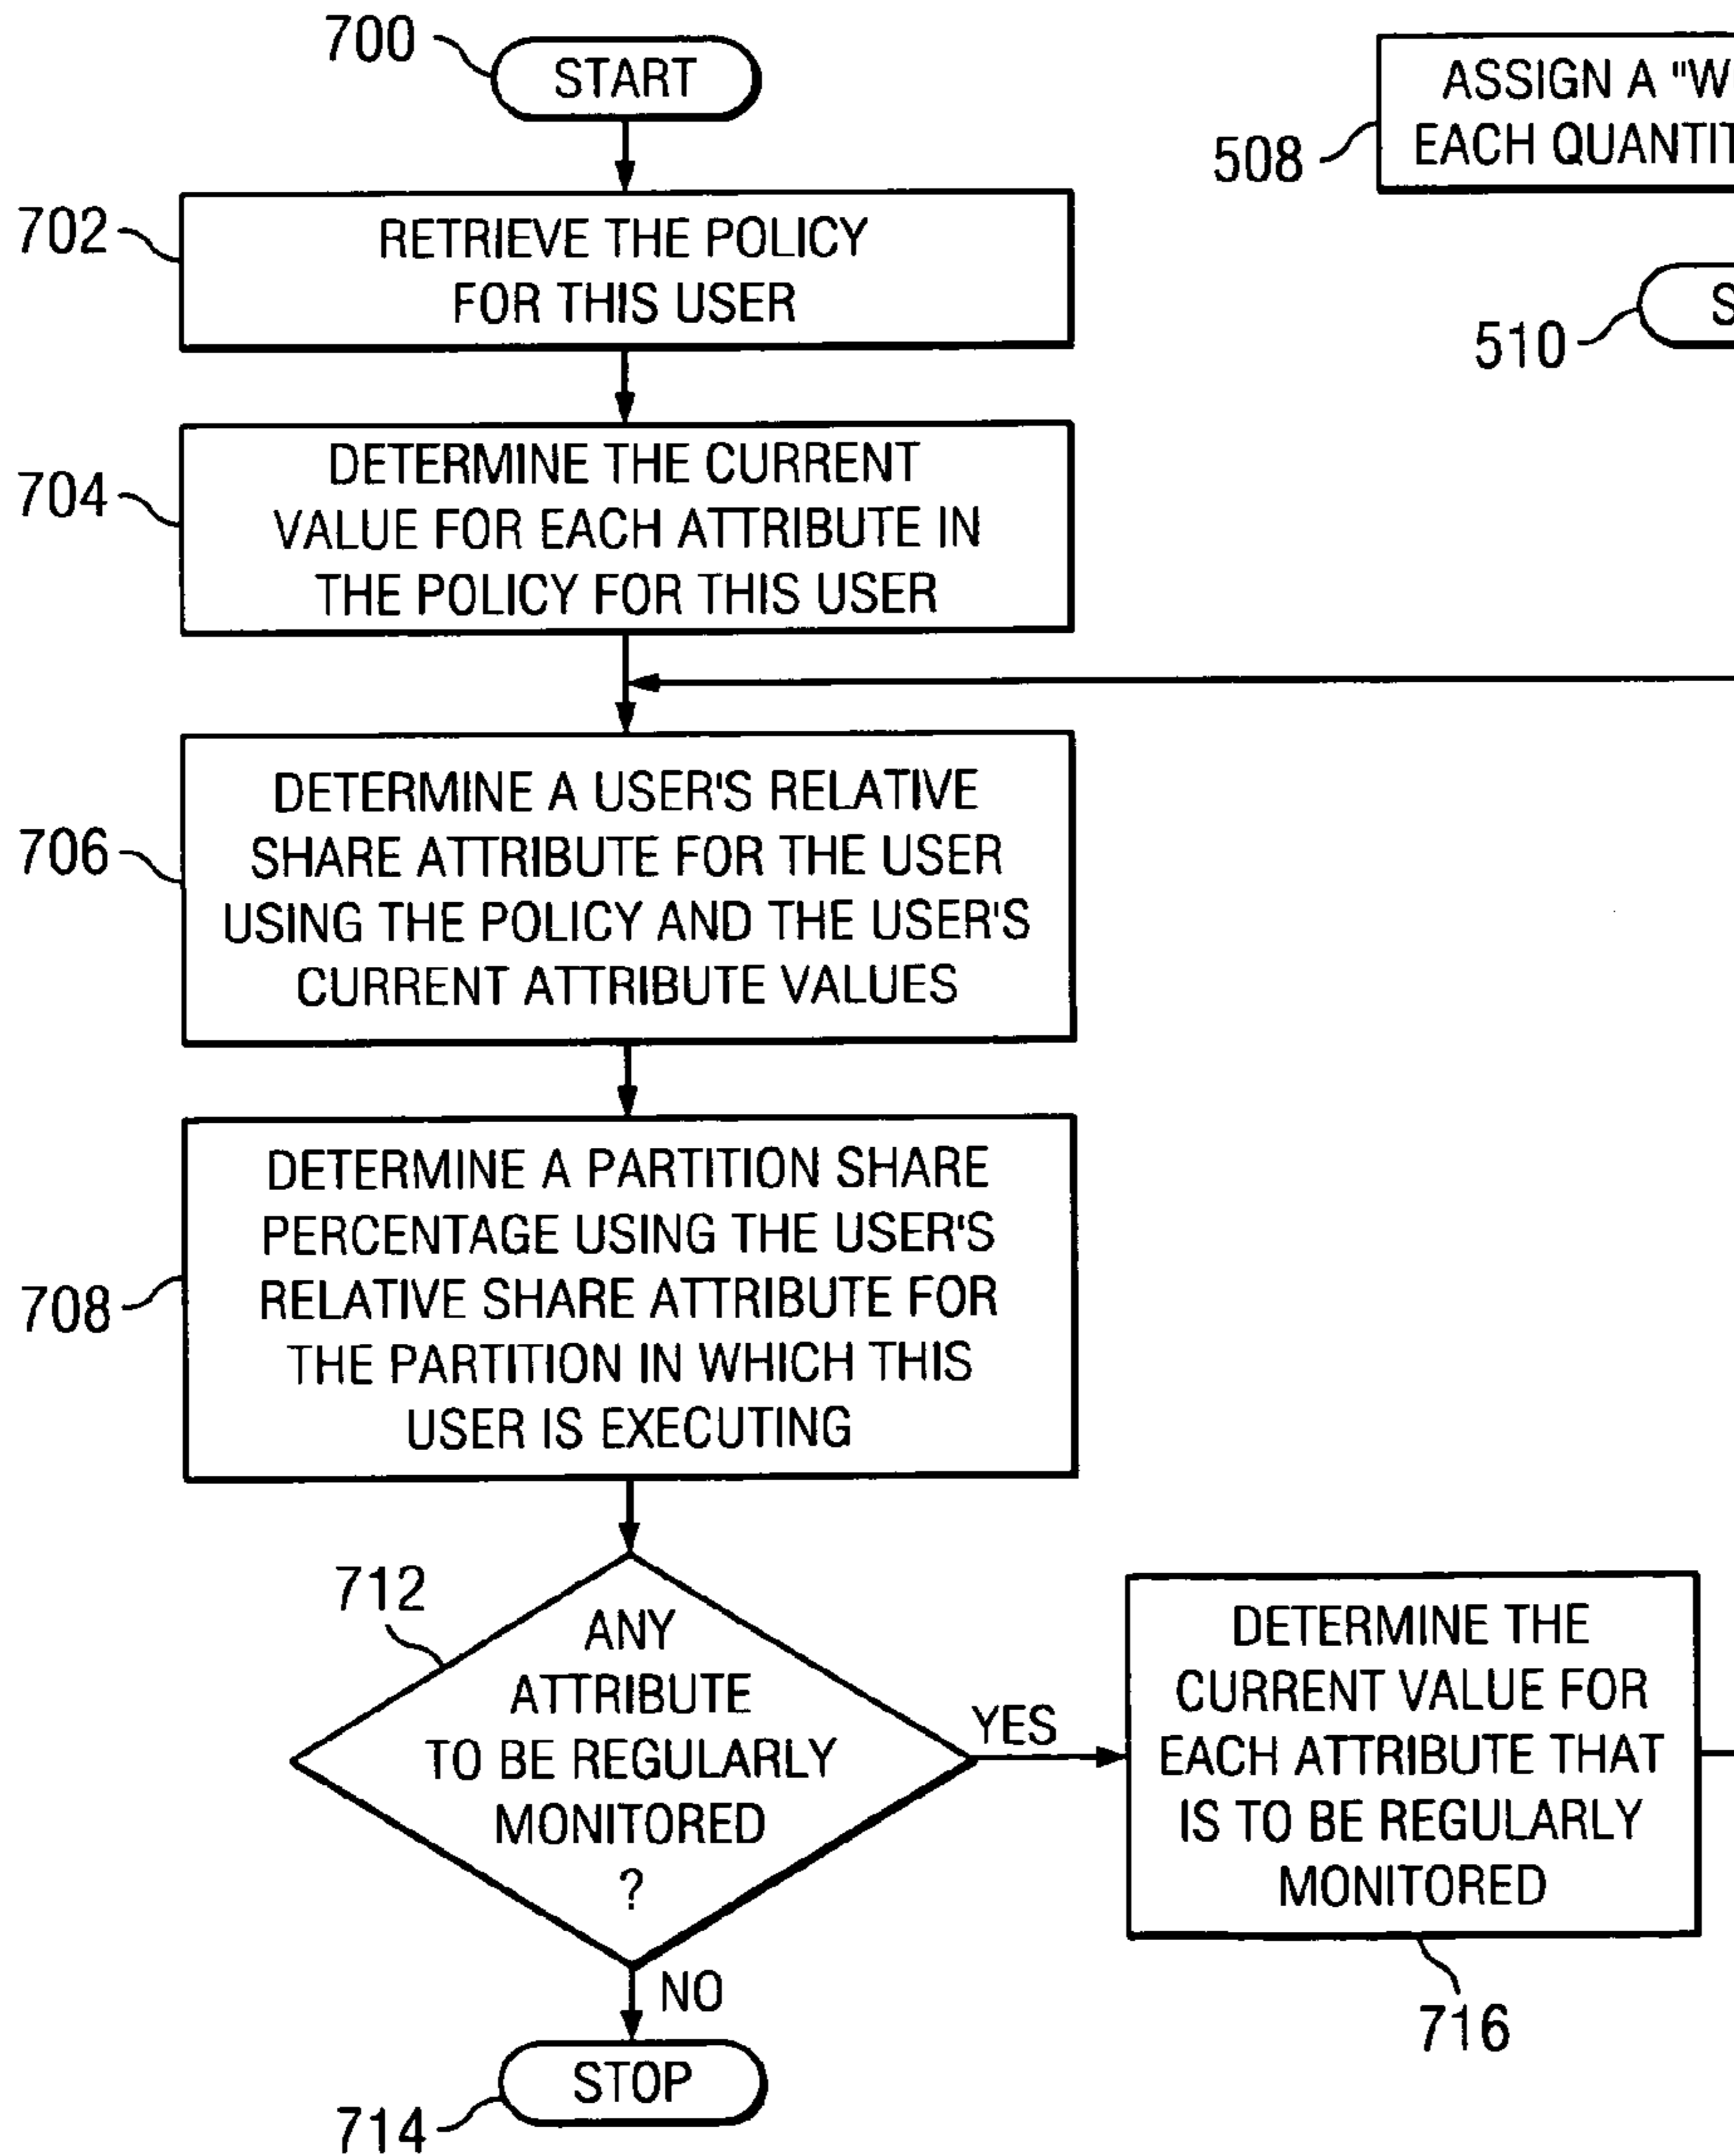 700
START
702
RETRIEVE THE POLICY
FOR THIS USER
704
DETERMINE THE CURRENT
VALUE FOR EACH ATTRIBUTE IN
THE POLICY FOR THIS USER
706
DETERMINE A USER'S RELATIVE
SHARE ATTRIBUTE FOR THE USER
USING THE POLICY AND THE USER'S
CURRENT ATTRIBUTE VALUES
708
DETERMINE A PARTITION SHARE
PERCENTAGE USING THE USER'S
RELATIVE SHARE ATTRIBUTE FOR
THE PARTITION IN WHICH THIS
USER IS EXECUTING
712
ANY
ATTRIBUTE
TO BE REGULARLY
MONITORED
?
YES
NO
STOP
714
DETERMINE THE
CURRENT VALUE FOR
EACH ATTRIBUTE THAT
IS TO BE REGULARLY
MONITORED
716
508
ASSIGN A
EACH
510